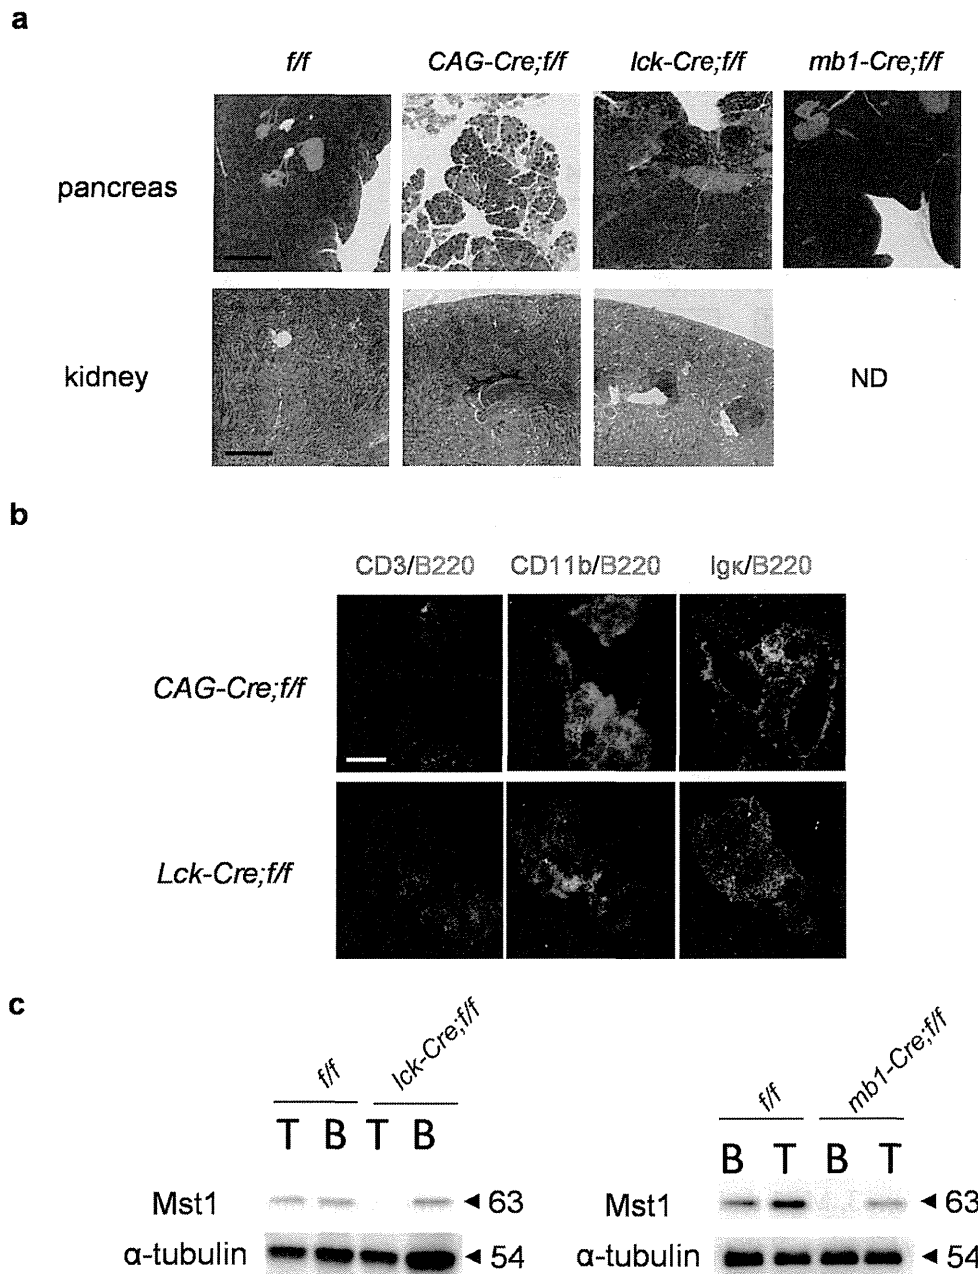 a
f/f CAG-Cre;f/f lck-Cre;f/f mb1-Cre;f/f
pancreas
kidney
ND
b
CD3/B220 CD11b/B220 Igκ/B220
CAG-Cre;f/f
Lck-Cre;f/f
c
f/f lck-Cre;f/f
T B T B
Mst1 ◄ 63
α-tubulin ◄ 54
f/f mb1-Cre;f/f
B T B T
Mst1 ◄ 63
α-tubulin ◄ 54